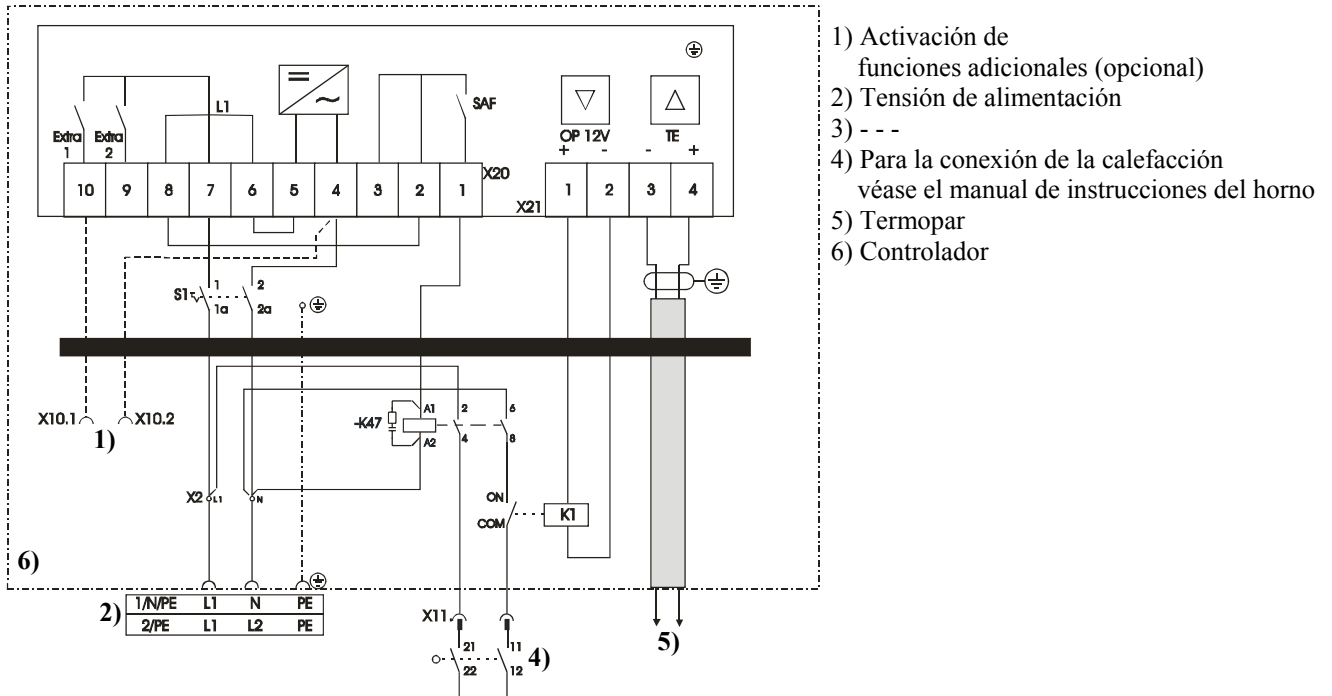 1) Activación de
funciones adicionales (opcional)
2) Tensión de alimentación
3) - - -
4) Para la conexión de la calefacción
véase el manual de instrucciones del horno
5) Termopar
6) Controlador
L1
SAF
Extra 1
Extra 2
OP 12V
+ -
TE
- +
X20
10 9 8 7 6 5 4 3 2 1
X21
1 2 3 4
S1
1 2
1a 2a
X10.1
X10.2
1)
-K47
A1
A2
2 6
4 8
X2
L1
N
ON
COM
K1
6)
2)
1/N/PE L1 N PE
2/PE L1 L2 PE
X11.
21 11
22 12
4)
5)